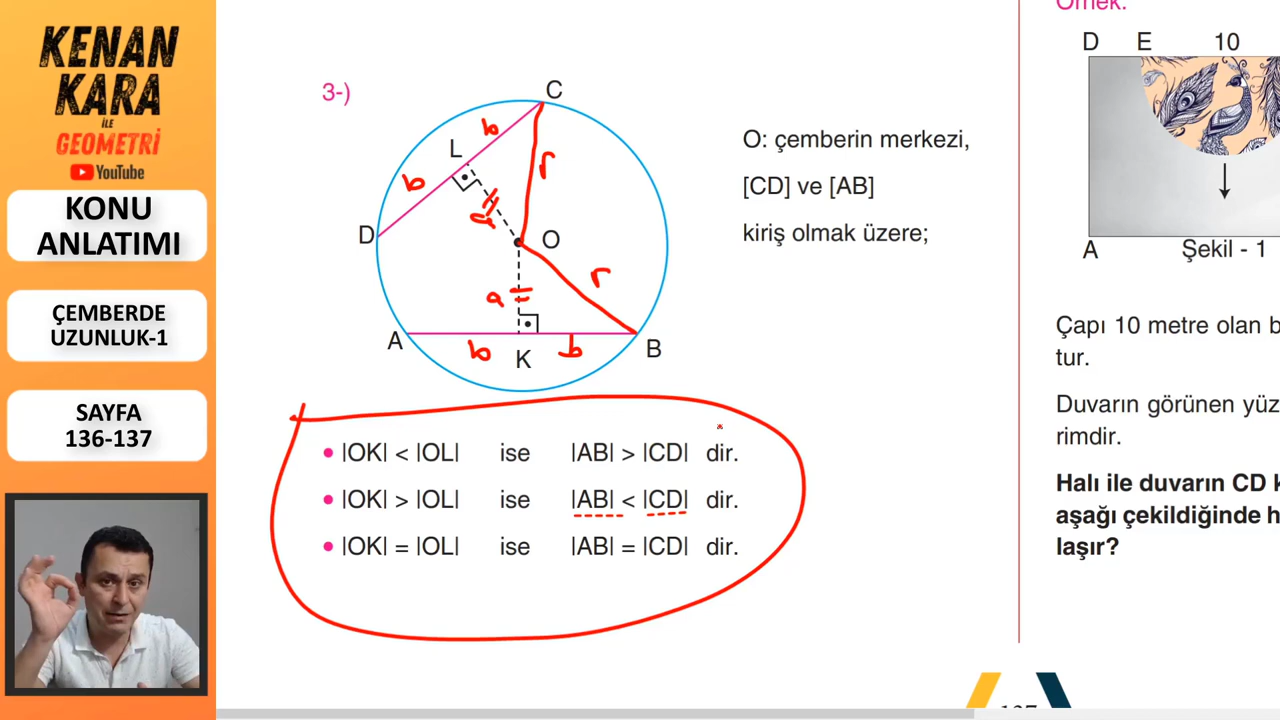 KENAN
KARA
İLE
GEOMETRİ
YouTube
KONU
ANLATIMI
ÇEMBERDE
UZUNLUK-1
SAYFA
136-137
3-)
C
b
L
b
r
D
a
O
a
r
A
b
K
b
B
O: çemberin merkezi,
[CD] ve [AB]
kiriş olmak üzere;
• |OK| < |OL| ise |AB| > |CD| dir.
• |OK| > |OL| ise |AB| < |CD| dir.
• |OK| = |OL| ise |AB| = |CD| dir.
Örnek:
D E 10
A
Şekil - 1
Çapı 10 metre olan b
tur.
Duvarın görünen yüz
rimdir.
Halı ile duvarın CD k
aşağı çekildiğinde h
laşır?